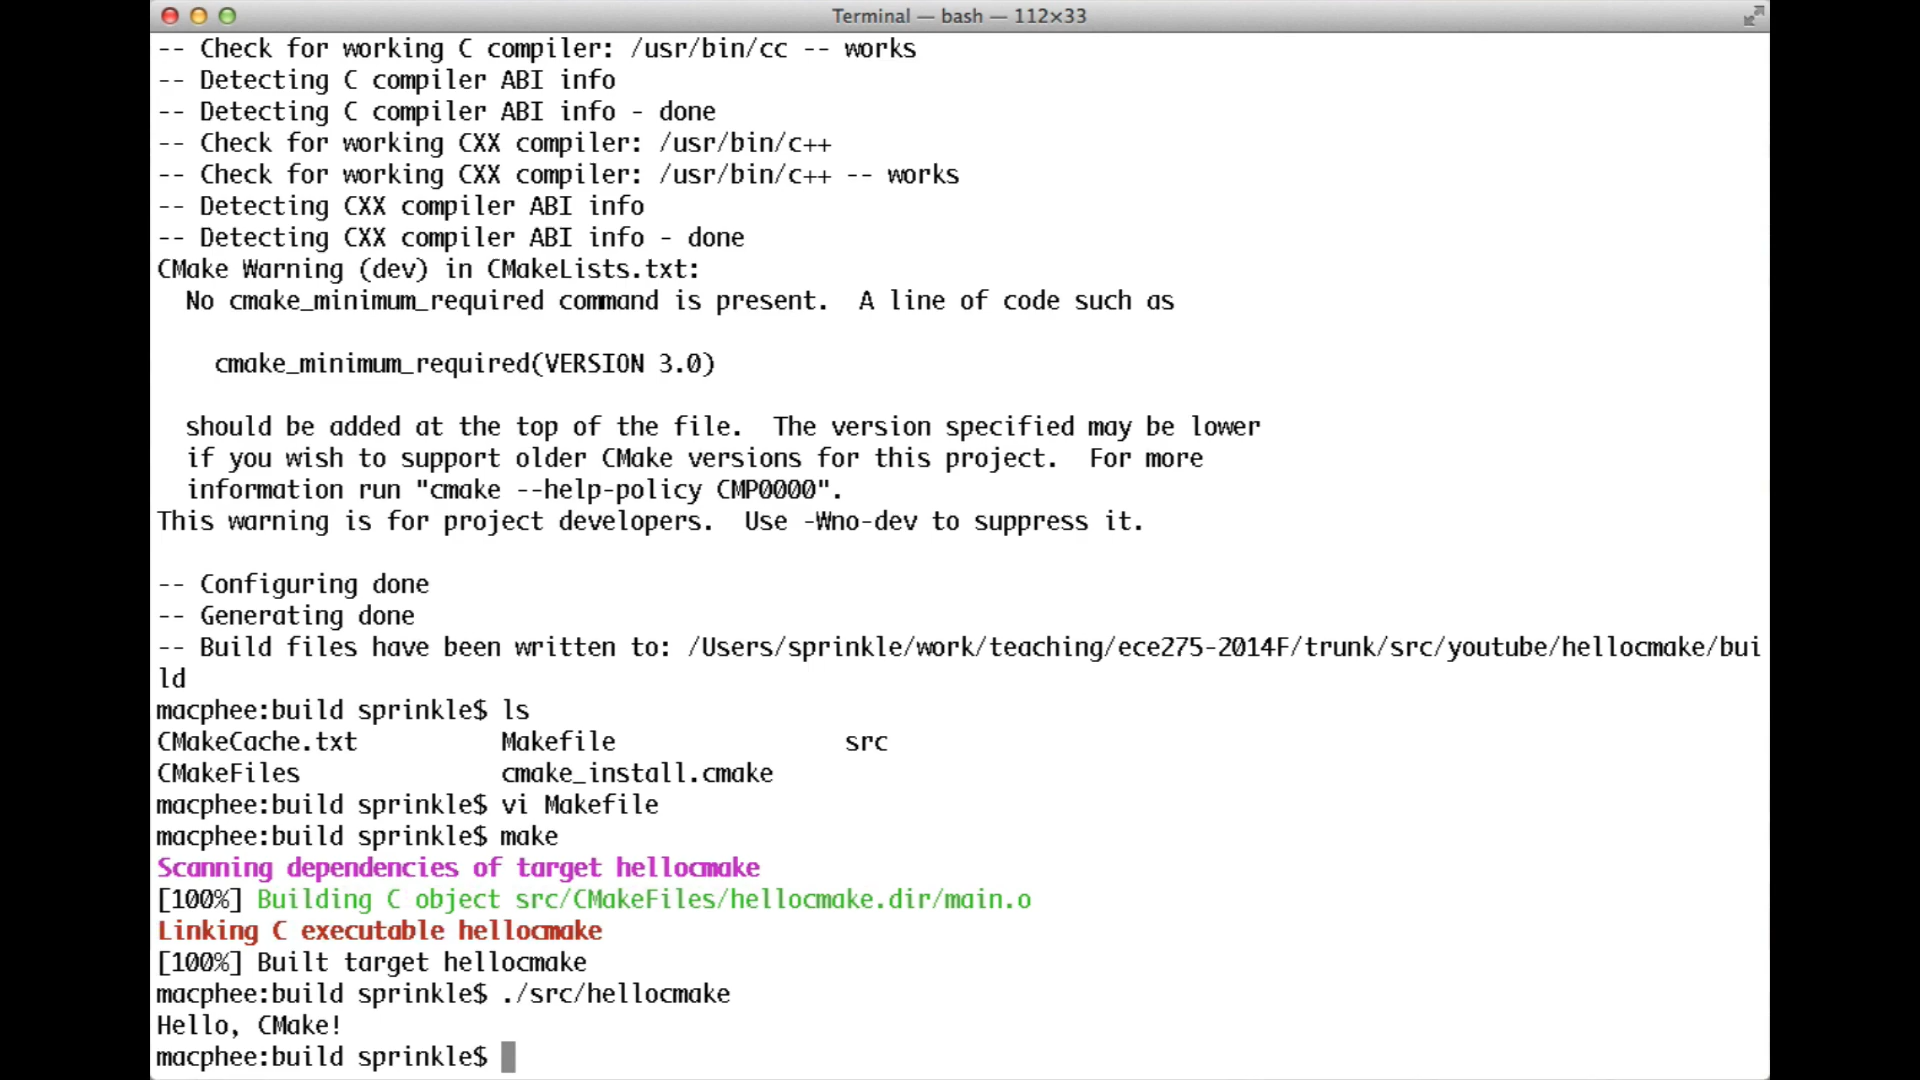 Terminal — bash — 112×33
-- Check for working C compiler: /usr/bin/cc -- works
-- Detecting C compiler ABI info
-- Detecting C compiler ABI info - done
-- Check for working CXX compiler: /usr/bin/c++
-- Check for working CXX compiler: /usr/bin/c++ -- works
-- Detecting CXX compiler ABI info
-- Detecting CXX compiler ABI info - done
CMake Warning (dev) in CMakeLists.txt:
  No cmake_minimum_required command is present.  A line of code such as

    cmake_minimum_required(VERSION 3.0)

  should be added at the top of the file.  The version specified may be lower
  if you wish to support older CMake versions for this project.  For more
  information run "cmake --help-policy CMP0000".
This warning is for project developers.  Use -Wno-dev to suppress it.

-- Configuring done
-- Generating done
-- Build files have been written to: /Users/sprinkle/work/teaching/ece275-2014F/trunk/src/youtube/hellocmake/bui
ld
macphee:build sprinkle$ ls
CMakeCache.txt          Makefile                src
CMakeFiles              cmake_install.cmake
macphee:build sprinkle$ vi Makefile
macphee:build sprinkle$ make
Scanning dependencies of target hellocmake
[100%] Building C object src/CMakeFiles/hellocmake.dir/main.o
Linking C executable hellocmake
[100%] Built target hellocmake
macphee:build sprinkle$ ./src/hellocmake
Hello, CMake!
macphee:build sprinkle$